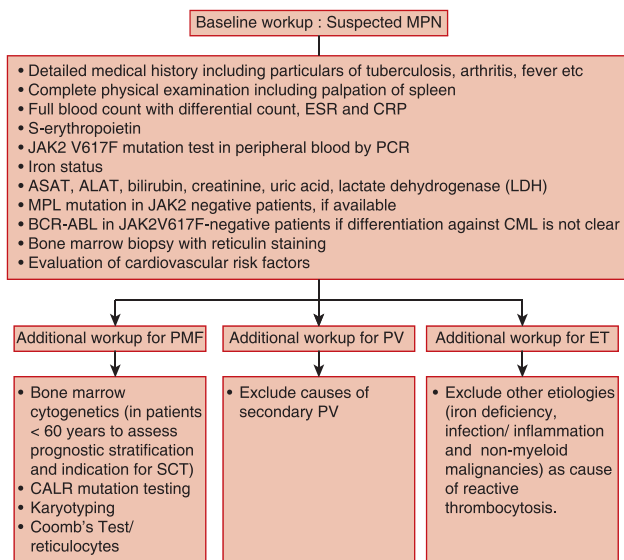 Baseline workup : Suspected MPN
• Detailed medical history including particulars of tuberculosis, arthritis, fever etc
• Complete physical examination including palpation of spleen
• Full blood count with differential count, ESR and CRP
• S-erythropoietin
• JAK2 V617F mutation test in peripheral blood by PCR
• Iron status
• ASAT, ALAT, bilirubin, creatinine, uric acid, lactate dehydrogenase (LDH)
• MPL mutation in JAK2 negative patients, if available
• BCR-ABL in JAK2V617F-negative patients if differentiation against CML is not clear
• Bone marrow biopsy with reticulin staining
• Evaluation of cardiovascular risk factors
Additional workup for PMF
• Bone marrow
cytogenetics (in patients
< 60 years to assess
prognostic stratification
and indication for SCT)
• CALR mutation testing
• Karyotyping
• Coomb's Test/
reticulocytes
Additional workup for PV
• Exclude causes of
secondary PV
Additional workup for ET
• Exclude other etiologies
(iron deficiency,
infection/ inflammation
and non-myeloid
malignancies) as cause
of reactive
thrombocytosis.